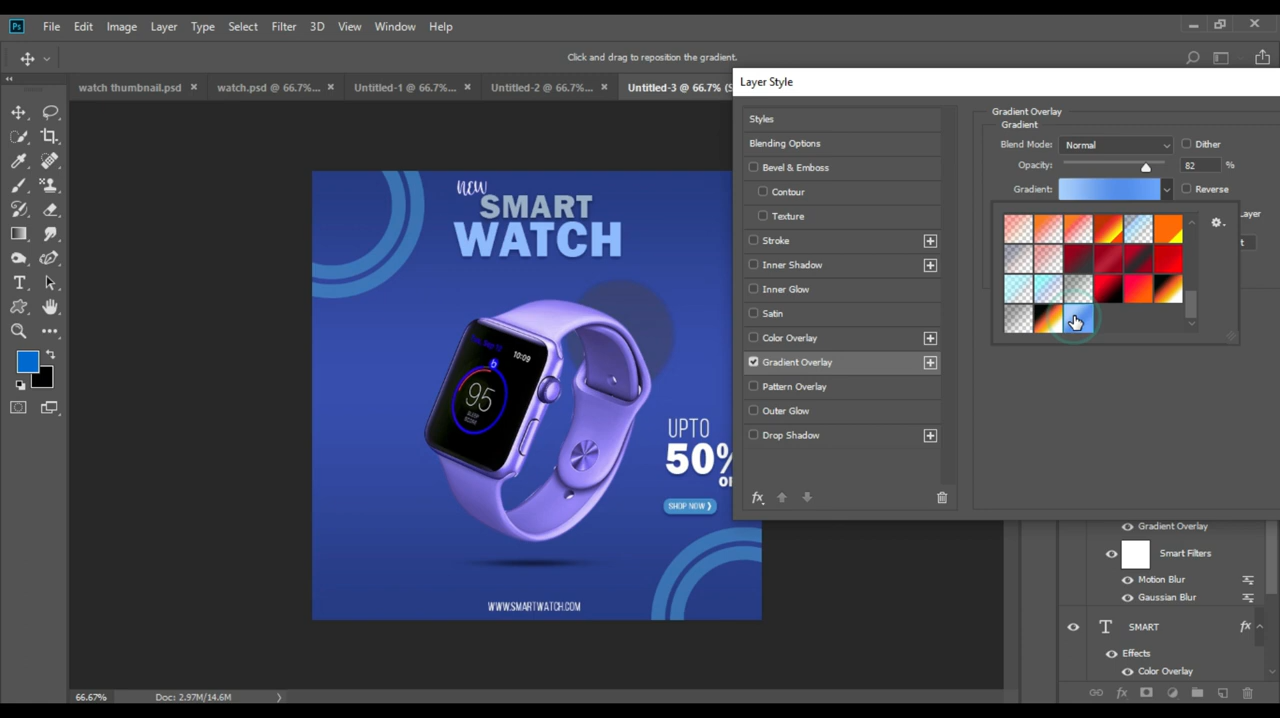 Ps File Edit Image Layer Type Select Filter 3D View Window Help
Click and drag to reposition the gradient.
watch thumbnail.psd × watch.psd @ 66.7%... × Untitled-1 @ 66.7%... × Untitled-2 @ 66.7%... × Untitled-3 @ 66.7% (S
Layer Style
Styles
Blending Options
Bevel & Emboss
Contour
Texture
Stroke
Inner Shadow
Inner Glow
Satin
Color Overlay
Gradient Overlay
Pattern Overlay
Outer Glow
Drop Shadow
fx
Gradient Overlay
Gradient
Blend Mode: Normal Dither
Opacity: 82 %
Gradient: Reverse
Layer
new
SMART
WATCH
10:09
95
UPTO
50%
SHOP NOW
WWW.SMARTWATCH.COM
Gradient Overlay
Smart Filters
Motion Blur
Gaussian Blur
T SMART fx
Effects
Color Overlay
fx
66.67% Doc: 2.97M/14.6M